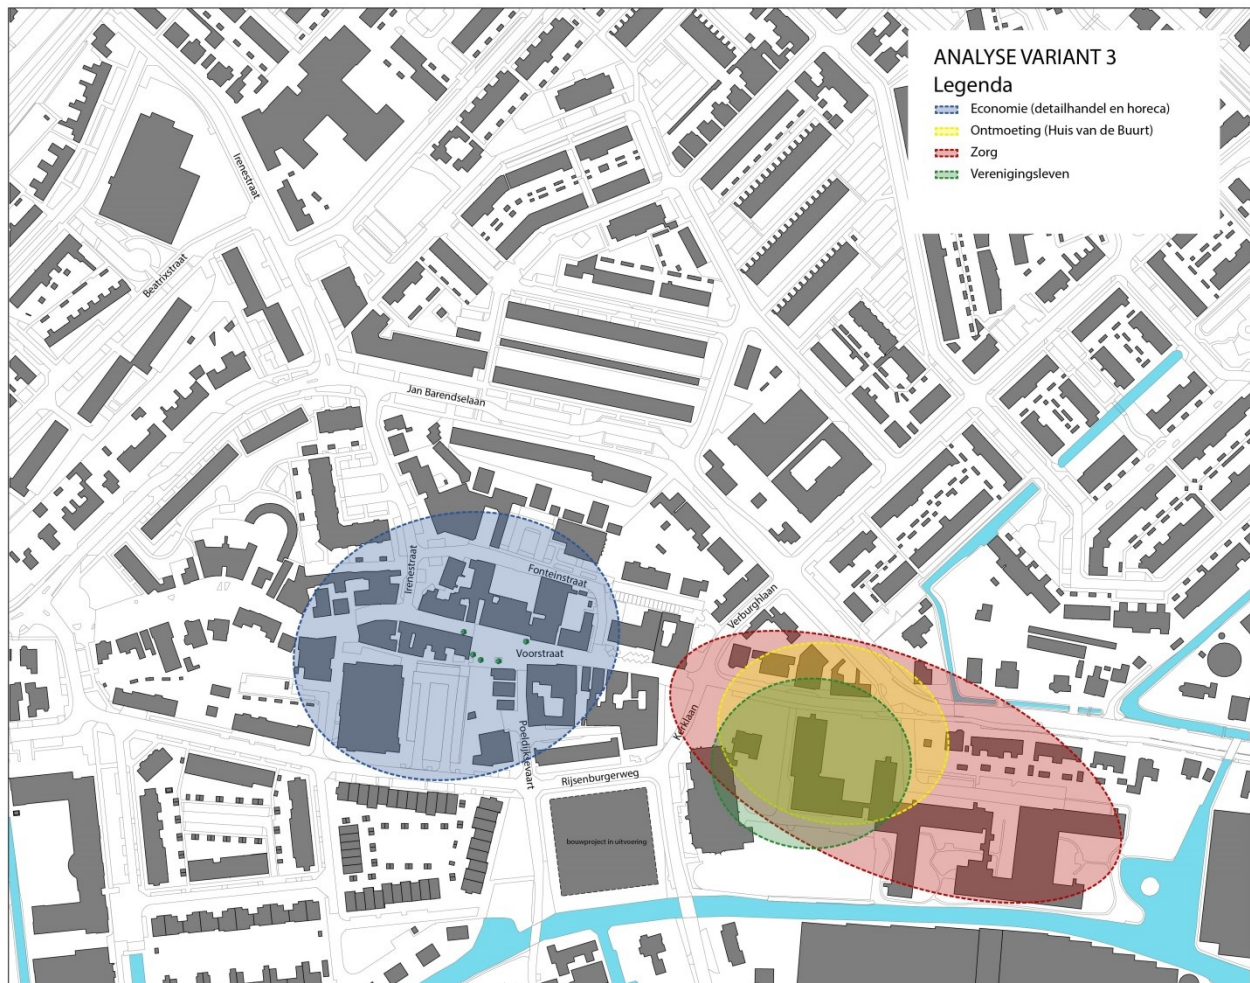 ANALYSE VARIANT 3
Legenda
Economie (detailhandel en horeca)
Ontmoeting (Huis van de Buurt)
Zorg
Verenigingsleven
Irenestraat
Beatrixstraat
Jan Barendselaan
Irenestraat
Fonteinstraat
Verburghlaan
Voorstraat
Kerklaan
Poeldijksevaart
Rijsenburgerweg
bouwproject in uitvoering